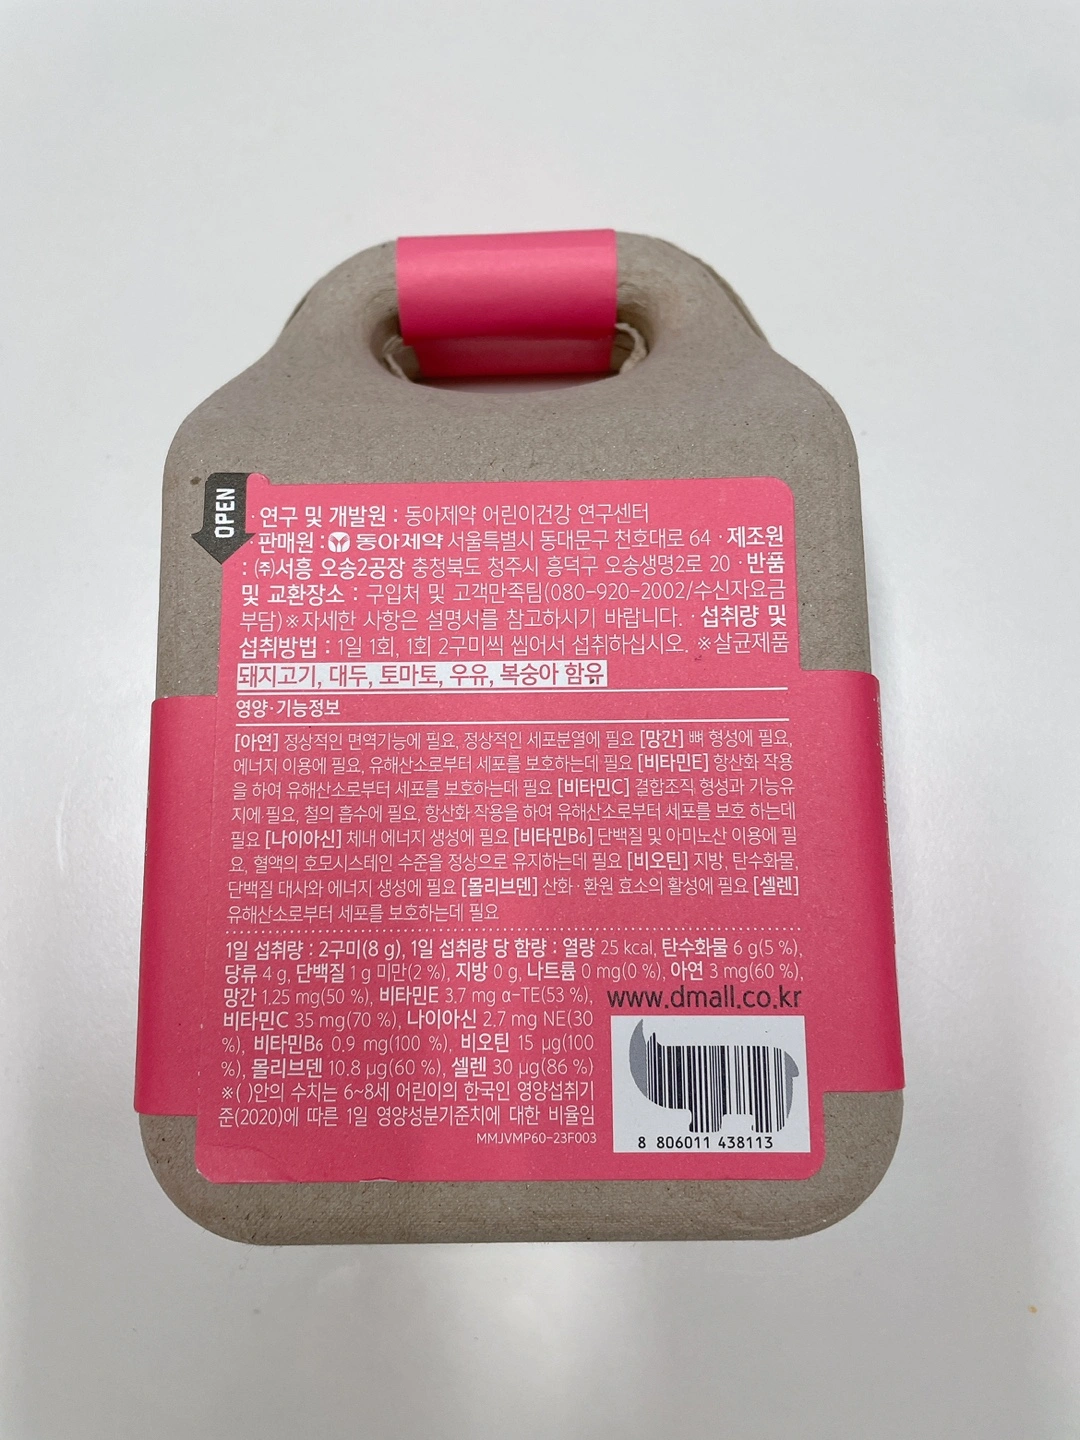 OPEN
· 연구 및 개발원 : 동아제약 어린이건강 연구센터
· 판매원 : 동아제약 서울특별시 동대문구 천호대로 64 · 제조원
: ㈜서흥 오송2공장 충청북도 청주시 흥덕구 오송생명2로 20 · 반품
및 교환장소 : 구입처 및 고객만족팀(080-920-2002/수신자요금
부담)※자세한 사항은 설명서를 참고하시기 바랍니다. · 섭취량 및
섭취방법 : 1일 1회, 1회 2구미씩 씹어서 섭취하십시오. ※살균제품
돼지고기, 대두, 토마토, 우유, 복숭아 함유
영양·기능정보
[아연] 정상적인 면역기능에 필요, 정상적인 세포분열에 필요 [망간] 뼈 형성에 필요,
에너지 이용에 필요, 유해산소로부터 세포를 보호하는데 필요 [비타민E] 항산화 작용
을 하여 유해산소로부터 세포를 보호하는데 필요 [비타민C] 결합조직 형성과 기능유
지에 필요, 철의 흡수에 필요, 항산화 작용을 하여 유해산소로부터 세포를 보호 하는데
필요 [나이아신] 체내 에너지 생성에 필요 [비타민B6] 단백질 및 아미노산 이용에 필
요, 혈액의 호모시스테인 수준을 정상으로 유지하는데 필요 [비오틴] 지방, 탄수화물,
단백질 대사와 에너지 생성에 필요 [몰리브덴] 산화·환원 효소의 활성에 필요 [셀렌]
유해산소로부터 세포를 보호하는데 필요
1일 섭취량 : 2구미(8 g), 1일 섭취량 당 함량 : 열량 25 kcal, 탄수화물 6 g(5 %),
당류 4 g, 단백질 1 g 미만(2 %), 지방 0 g, 나트륨 0 mg(0 %), 아연 3 mg(60 %),
망간 1.25 mg(50 %), 비타민E 3.7 mg α-TE(53 %),
비타민C 35 mg(70 %), 나이아신 2.7 mg NE(30
%), 비타민B6 0.9 mg(100 %), 비오틴 15 μg(100
%), 몰리브덴 10.8 μg(60 %), 셀렌 30 μg(86 %)
※( )안의 수치는 6~8세 어린이의 한국인 영양섭취기
준(2020)에 따른 1일 영양성분기준치에 대한 비율임
MMJVMP60-23F003
www.dmall.co.kr
8 806011 438113